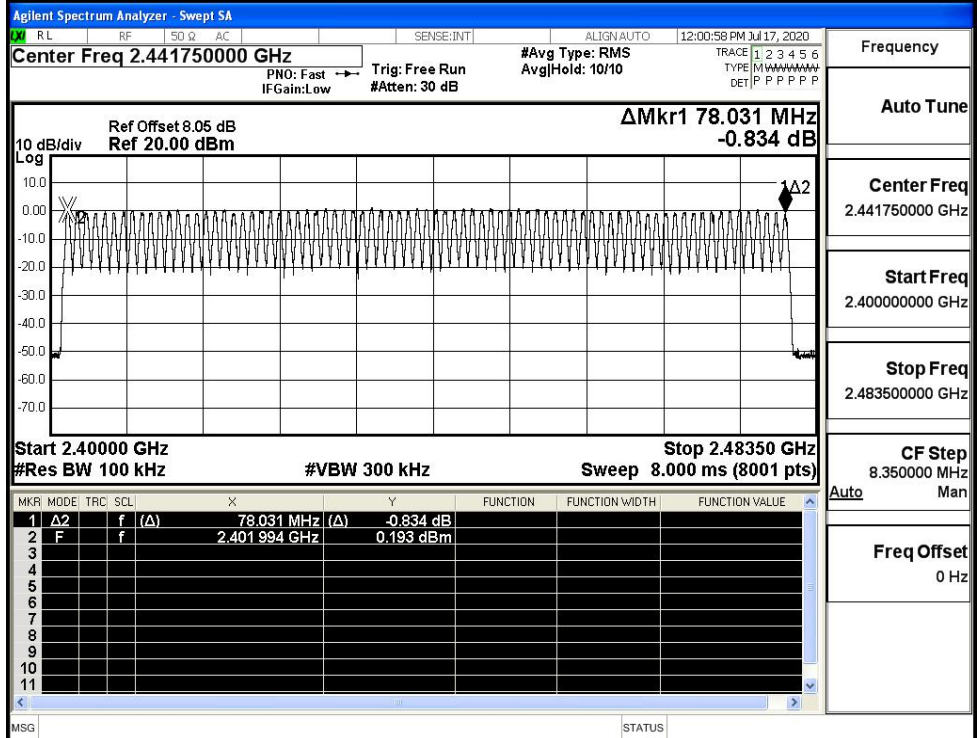 Agilent Spectrum Analyzer - Swept SA
LXI RL RF 50 Ω AC SENSE:INT ALIGN AUTO 12:00:58 PM Jul 17, 2020
Center Freq 2.441750000 GHz
PNO: Fast
IFGain:Low
Trig: Free Run
#Atten: 30 dB
#Avg Type: RMS
Avg|Hold: 10/10
TRACE 1 2 3 4 5 6
TYPE M W W W W W
DET P P P P P P
Ref Offset 8.05 dB
Ref 20.00 dBm
10 dB/div
Log
ΔMkr1 78.031 MHz
-0.834 dB
10.0
0.00
-10.0
-20.0
-30.0
-40.0
-50.0
-60.0
-70.0
2
1Δ2
Start 2.40000 GHz
Stop 2.48350 GHz
#Res BW 100 kHz
#VBW 300 kHz
Sweep 8.000 ms (8001 pts)
MKR MODE TRC SCL X Y FUNCTION FUNCTION WIDTH FUNCTION VALUE
1 Δ2 f (Δ) 78.031 MHz (Δ) -0.834 dB
2 F f 2.401 994 GHz 0.193 dBm
3
4
5
6
7
8
9
10
11
MSG
STATUS
Frequency
Auto Tune
Center Freq
2.441750000 GHz
Start Freq
2.400000000 GHz
Stop Freq
2.483500000 GHz
CF Step
8.350000 MHz
Auto Man
Freq Offset
0 Hz